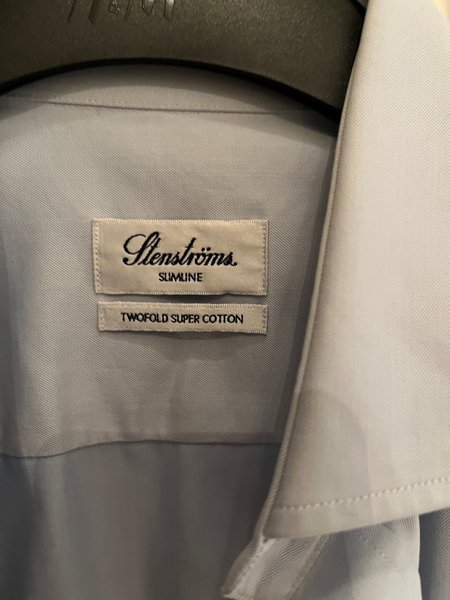 Stenströms
SLIMLINE
TWOFOLD SUPER COTTON